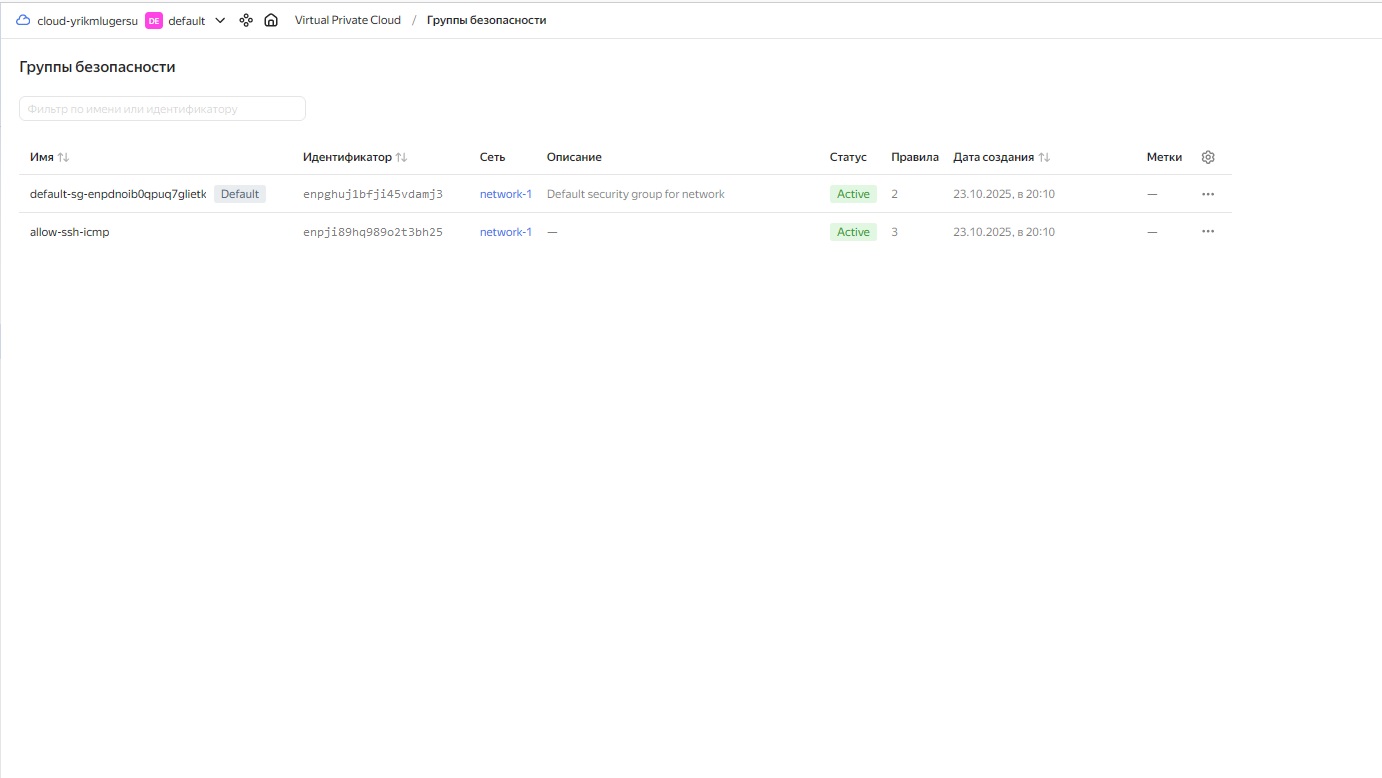 cloud-yrikmlugersu DE default Virtual Private Cloud / Группы безопасности
Группы безопасности
Фильтр по имени или идентификатору
Имя Идентификатор Сеть Описание Статус Правила Дата создания Метки
default-sg-enpdnoib0qpuq7glietk Default enpghuj1bfji45vdamj3 network-1 Default security group for network Active 2 23.10.2025, в 20:10 —
allow-ssh-icmp enpji89hq989o2t3bh25 network-1 — Active 3 23.10.2025, в 20:10 —